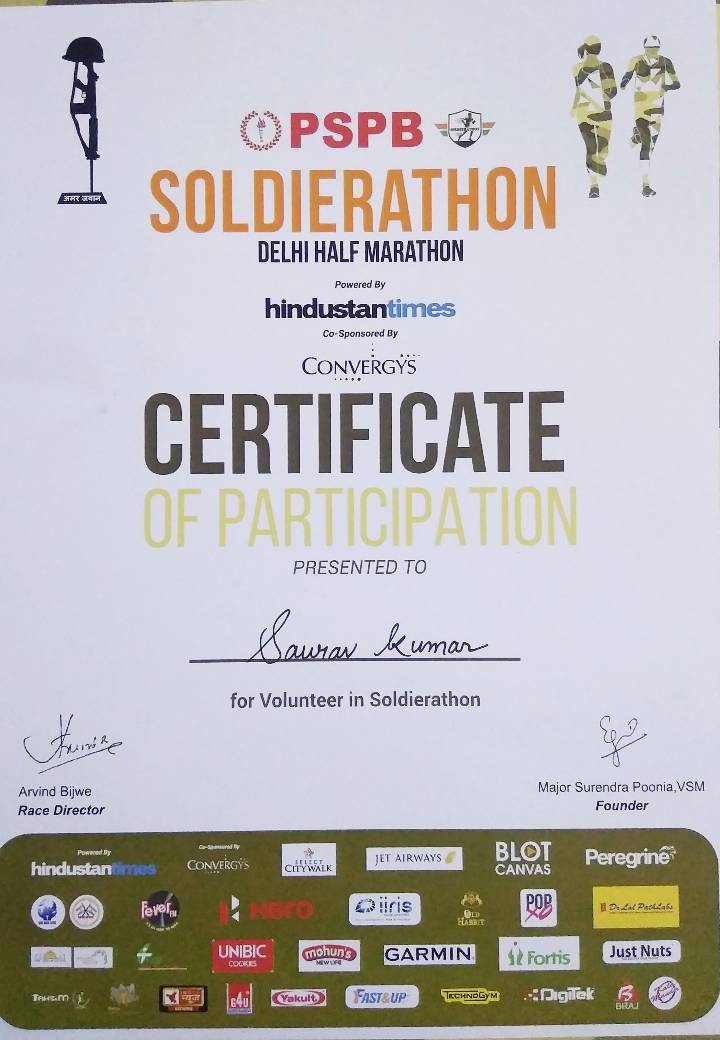 अमर जवान
PSPB
SOLDIERATHON
SOLDIERATHON
DELHI HALF MARATHON
Powered By
hindustantimes
Co-Sponsored By
CONVERGYS
CERTIFICATE
OF PARTICIPATION
PRESENTED TO
Saurav Kumar
for Volunteer in Soldierathon
Arvind Bijwe
Race Director
Major Surendra Poonia,VSM
Founder
Powered By
hindustantimes
Co-Sponsored By
CONVERGYS
SELECT CITYWALK
JET AIRWAYS
BLOT CANVAS
Peregrine
Fever FM
Hero
iiris
OLD HABBIT
POP XO
Dr Lal PathLabs
UNIBIC COOKIES
mohun's NEW LIFE
GARMIN
Fortis
Just Nuts
G4U
Yakult
FAST&UP
TECHNOGYM
DIGITEK
BRAJ